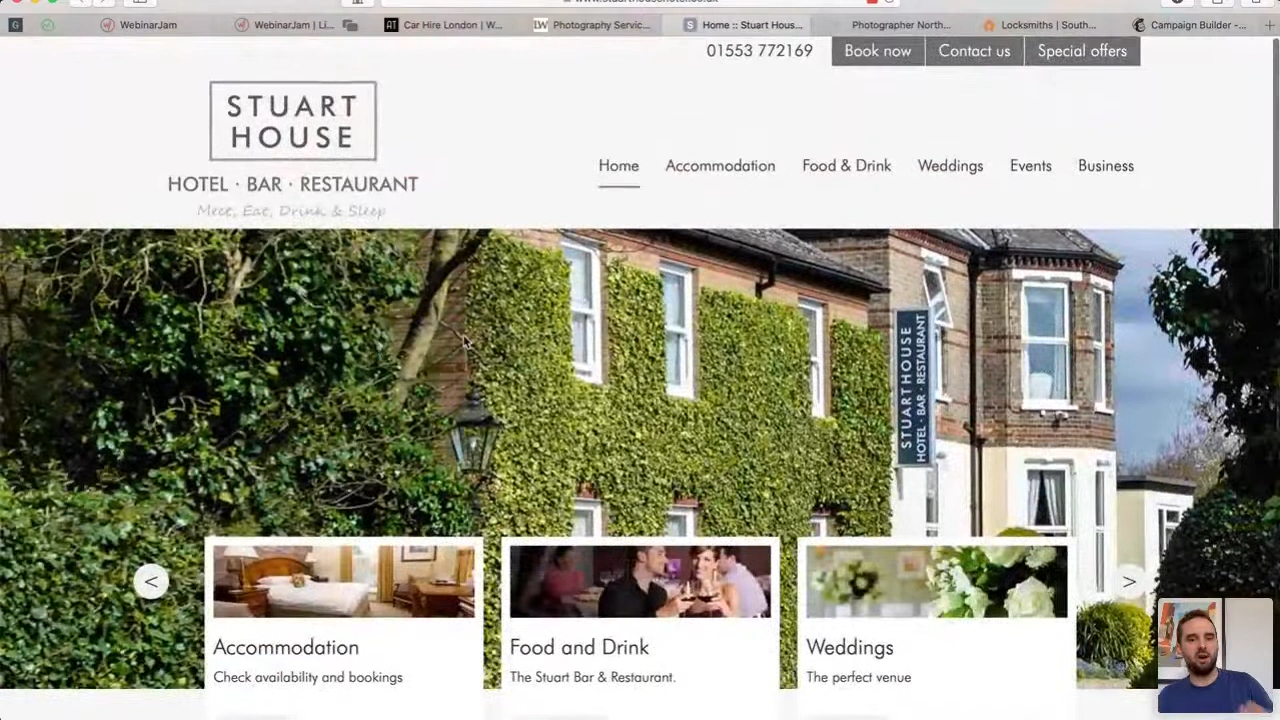 WebinarJam
WebinarJam | Li...
Car Hire London | W...
Photography Servic...
Home :: Stuart Hous...
Photographer North...
Locksmiths | South...
Campaign Builder -...
01553 772169
Book now
Contact us
Special offers
STUART
HOUSE
HOTEL · BAR · RESTAURANT
Meet, Eat, Drink & Sleep
Home
Accommodation
Food & Drink
Weddings
Events
Business
STUART HOUSE
HOTEL · BAR · RESTAURANT
<
>
Accommodation
Check availability and bookings
Food and Drink
The Stuart Bar & Restaurant.
Weddings
The perfect venue